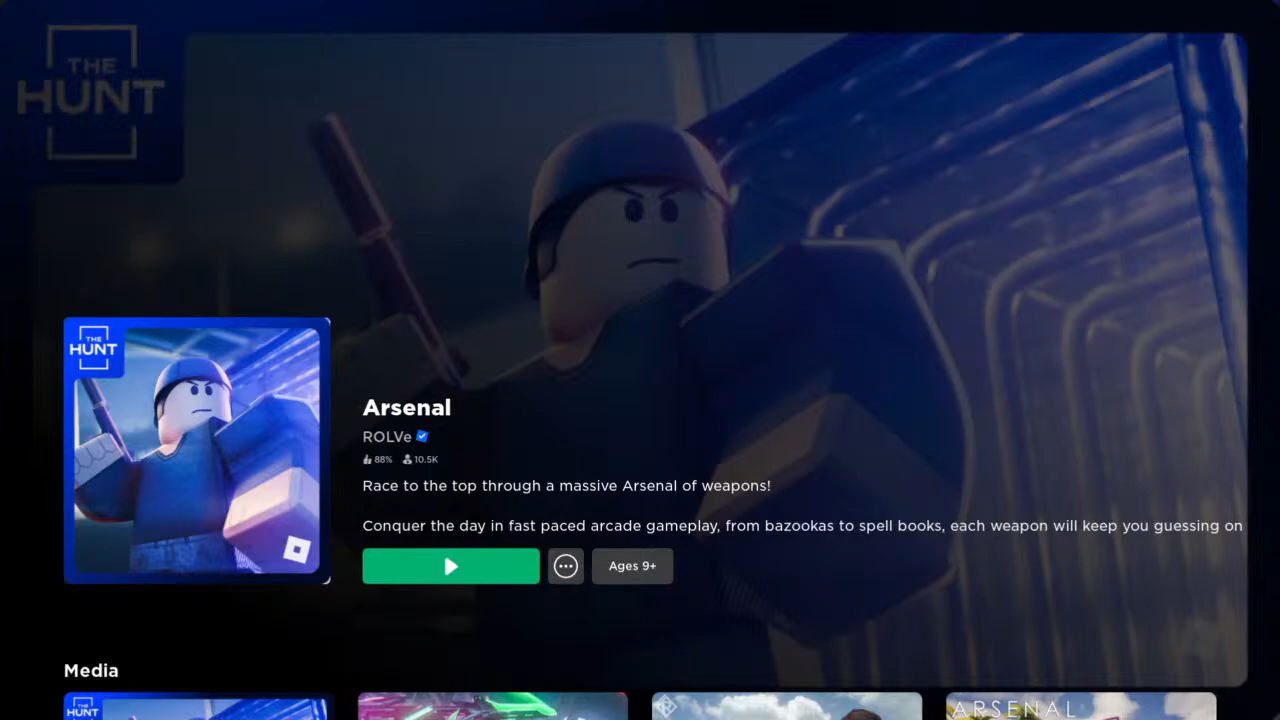 THE
HUNT
THE
HUNT
Arsenal
ROLVe
88% 10.5K
Race to the top through a massive Arsenal of weapons!
Conquer the day in fast paced arcade gameplay, from bazookas to spell books, each weapon will keep you guessing on
Ages 9+
Media
THE
HUNT
ARSENAL